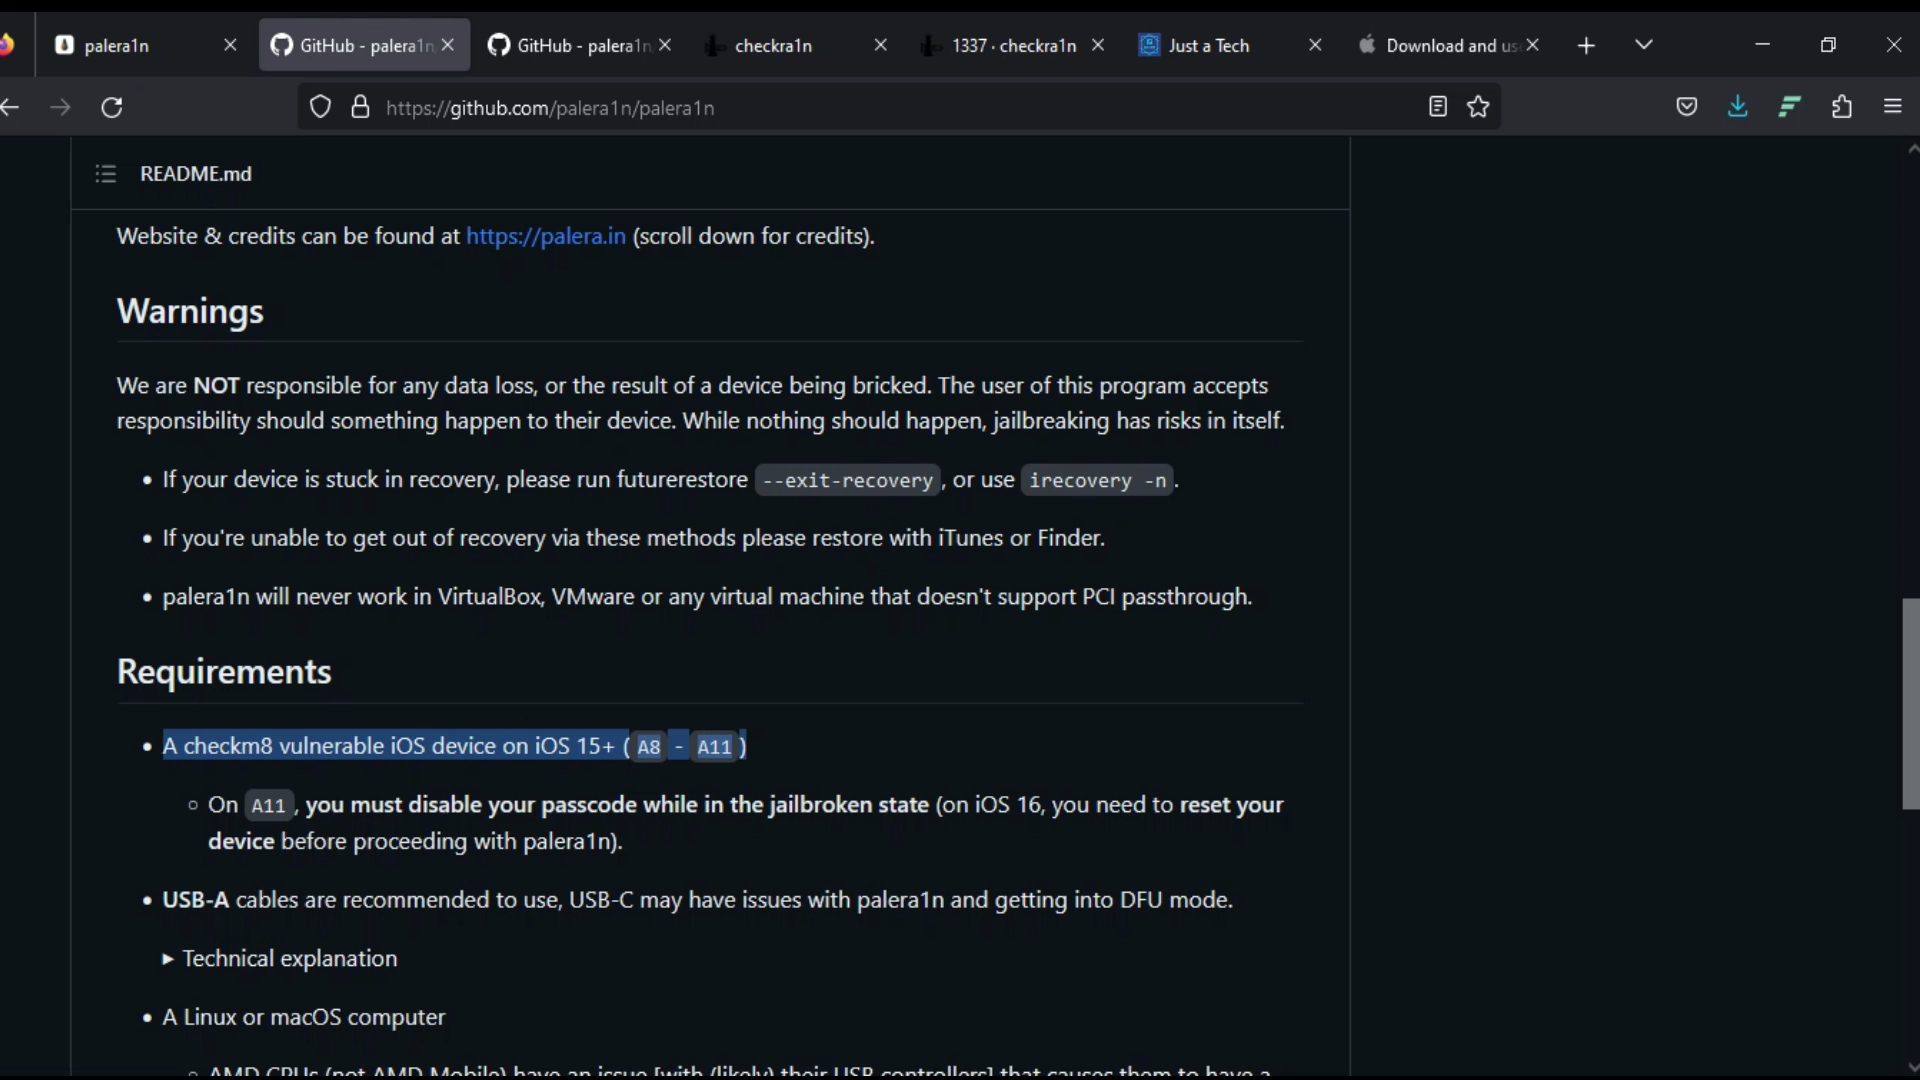 palera1n
GitHub - palera1n
GitHub - palera1n
checkra1n
1337 · checkra1n
Just a Tech
Download and us
https://github.com/palera1n/palera1n
README.md
Website & credits can be found at https://palera.in (scroll down for credits).
Warnings
We are NOT responsible for any data loss, or the result of a device being bricked. The user of this program accepts
responsibility should something happen to their device. While nothing should happen, jailbreaking has risks in itself.
• If your device is stuck in recovery, please run futurerestore --exit-recovery, or use irecovery -n.
• If you're unable to get out of recovery via these methods please restore with iTunes or Finder.
• palera1n will never work in VirtualBox, VMware or any virtual machine that doesn't support PCI passthrough.
Requirements
• A checkm8 vulnerable iOS device on iOS 15+ (A8 - A11)
◦ On A11, you must disable your passcode while in the jailbroken state (on iOS 16, you need to reset your
device before proceeding with palera1n).
• USB-A cables are recommended to use, USB-C may have issues with palera1n and getting into DFU mode.
▸ Technical explanation
• A Linux or macOS computer
◦ AMD CPUs (not AMD Mobile) have an issue [with (likely) their USB controllers] that causes them to have a